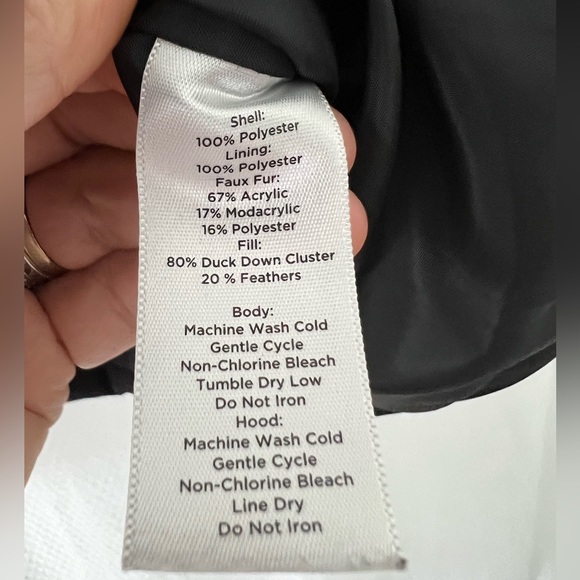 Shell:
100% Polyester
Lining:
100% Polyester
Faux Fur:
67% Acrylic
17% Modacrylic
16% Polyester
Fill:
80% Duck Down Cluster
20 % Feathers
Body:
Machine Wash Cold
Gentle Cycle
Non-Chlorine Bleach
Tumble Dry Low
Do Not Iron
Hood:
Machine Wash Cold
Gentle Cycle
Non-Chlorine Bleach
Line Dry
Do Not Iron